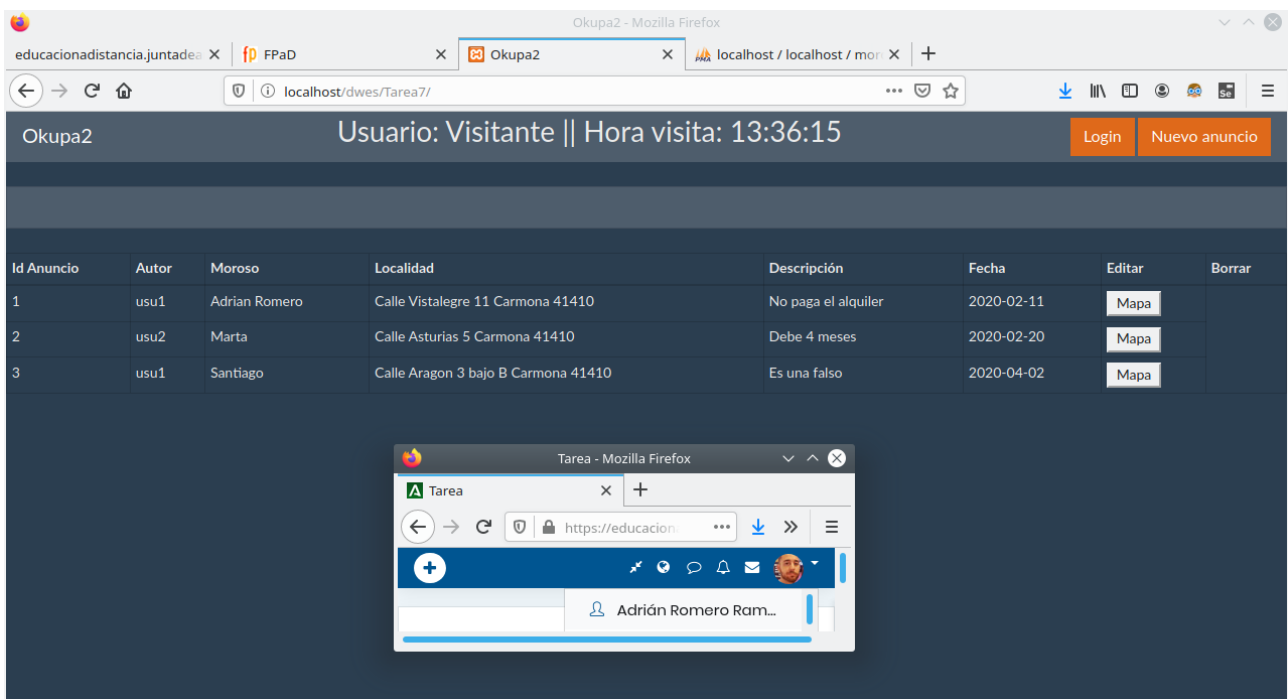 Okupa2 - Mozilla Firefox
educacionadistancia.juntadea FPaD Okupa2 localhost / localhost / mor
localhost/dwes/Tarea7/
Okupa2 Usuario: Visitante || Hora visita: 13:36:15 Login Nuevo anuncio
Id Anuncio Autor Moroso Localidad Descripción Fecha Editar Borrar
1 usu1 Adrian Romero Calle Vistalegre 11 Carmona 41410 No paga el alquiler 2020-02-11 Mapa
2 usu2 Marta Calle Asturias 5 Carmona 41410 Debe 4 meses 2020-02-20 Mapa
3 usu1 Santiago Calle Aragon 3 bajo B Carmona 41410 Es una falso 2020-04-02 Mapa
Tarea - Mozilla Firefox
Tarea
https://educacion
Adrián Romero Ram...